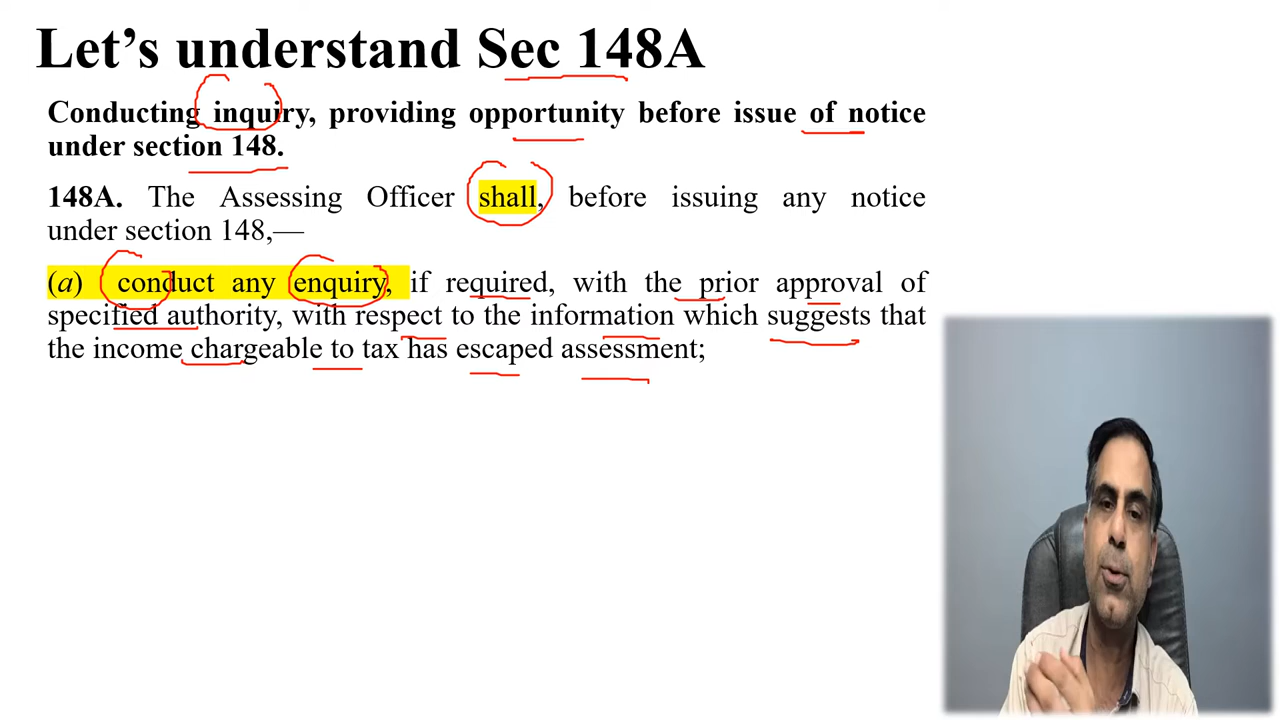 Let’s understand Sec 148A
Conducting inquiry, providing opportunity before issue of notice
under section 148.
148A. The Assessing Officer shall, before issuing any notice
under section 148,—
(a) conduct any enquiry, if required, with the prior approval of
specified authority, with respect to the information which suggests that
the income chargeable to tax has escaped assessment;